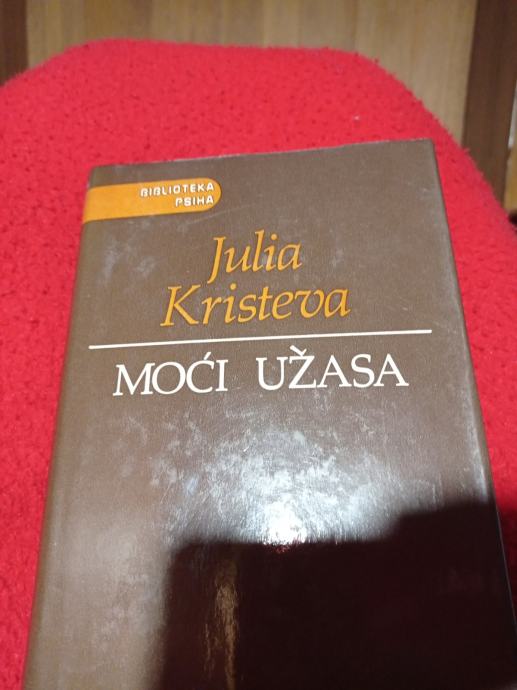 BIBLIOTEKA
PSIHA
Julia
Kristeva
MOĆI UŽASA